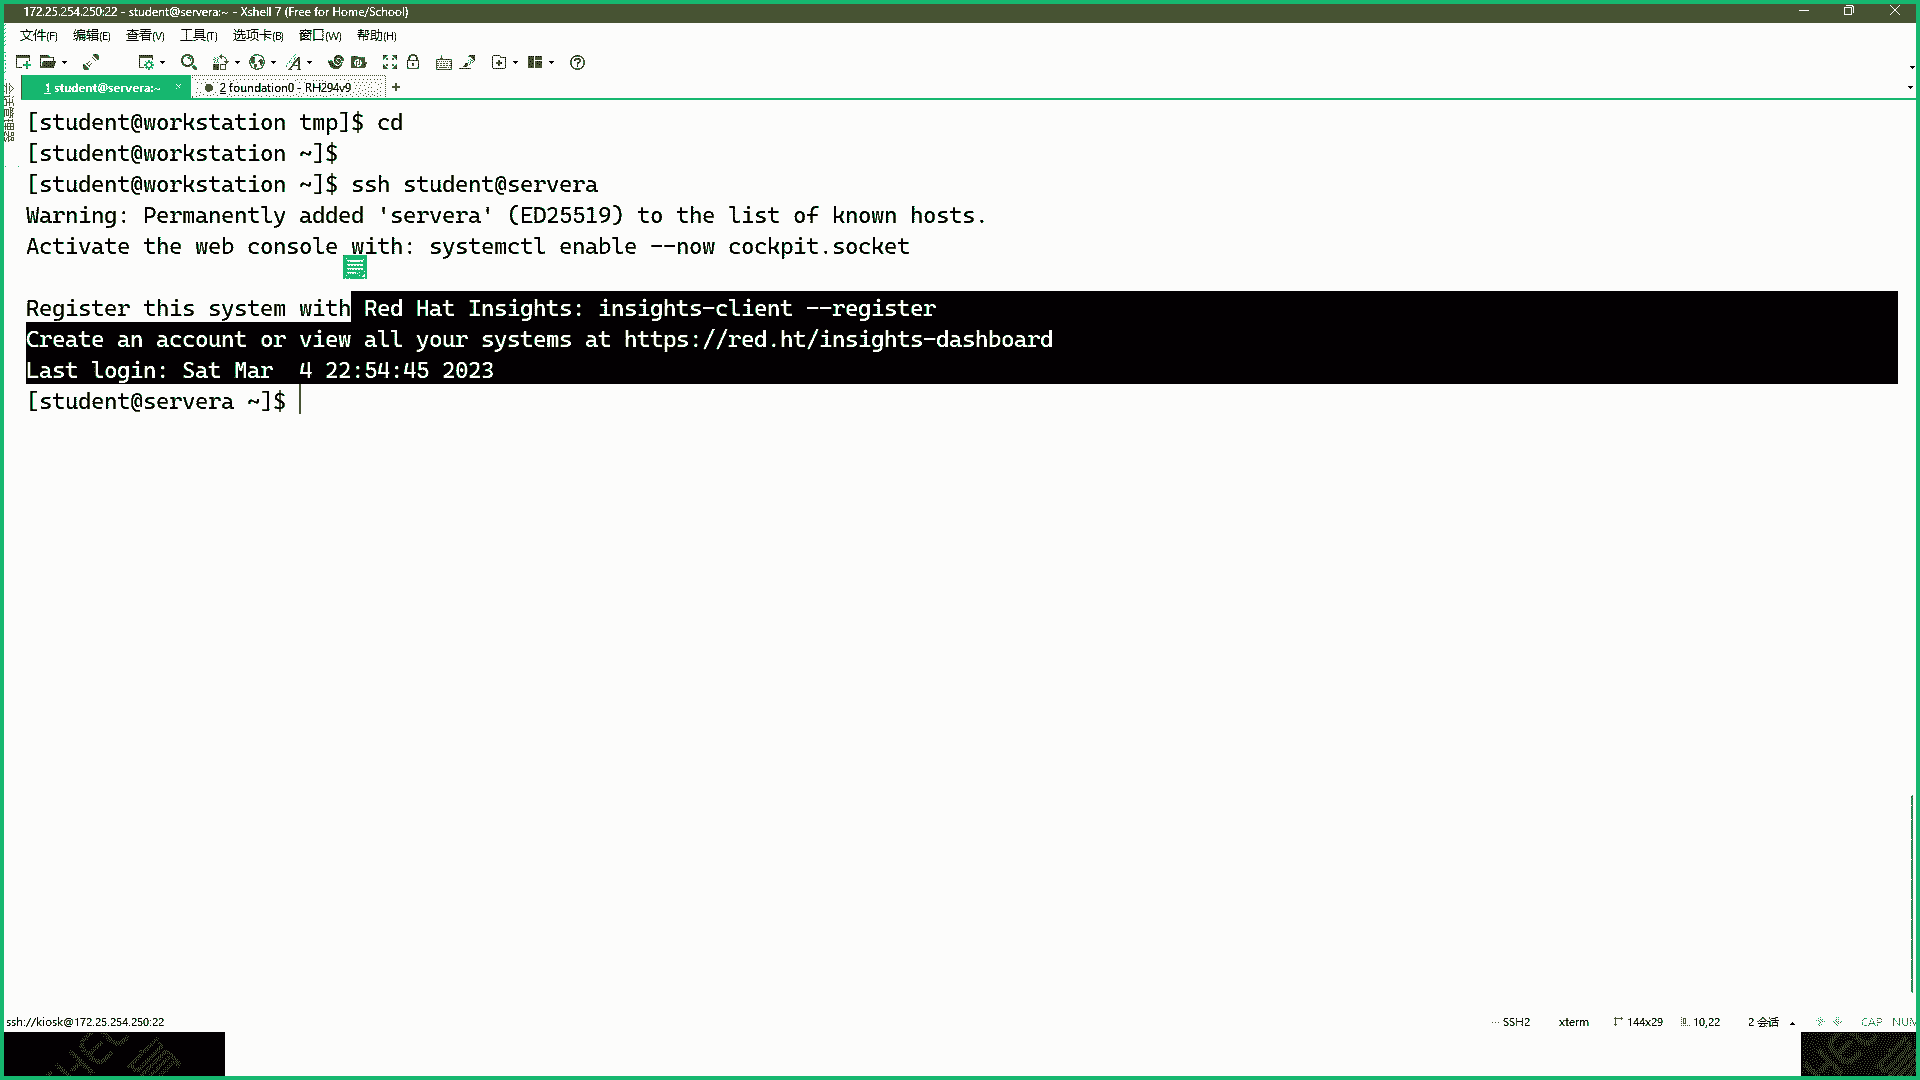 172.25.254.250:22 - student@servera:~ - Xshell 7 (Free for Home/School)
文件(F) 编辑(E) 查看(V) 工具(T) 选项卡(B) 窗口(W) 帮助(H)
1 student@servera:~ × 2 foundation0 - RH294v9 +
会话管理器
[student@workstation tmp]$ cd
[student@workstation ~]$
[student@workstation ~]$ ssh student@servera
Warning: Permanently added 'servera' (ED25519) to the list of known hosts.
Activate the web console with: systemctl enable --now cockpit.socket
Register this system with Red Hat Insights: insights-client --register
Create an account or view all your systems at https://red.ht/insights-dashboard
Last login: Sat Mar  4 22:54:45 2023
[student@servera ~]$
ssh://kiosk@172.25.254.250:22 SSH2 xterm 144x29 10,22 2 会话 CAP NUM